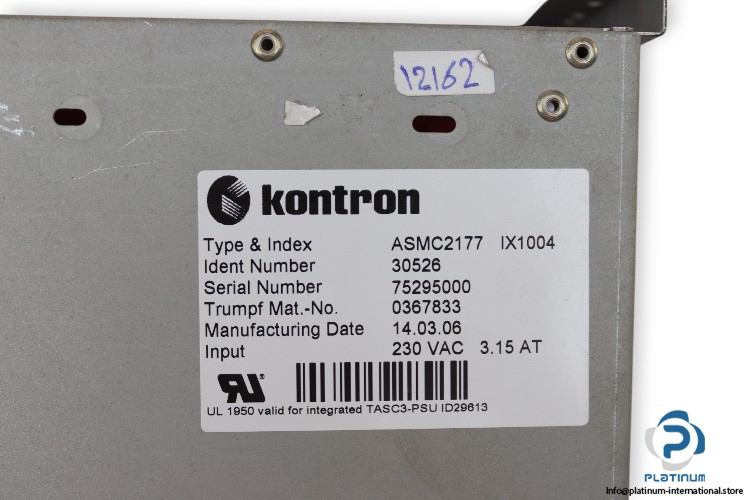 12162
kontron
Type & Index ASMC2177 IX1004
Ident Number 30526
Serial Number 75295000
Trumpf Mat.-No. 0367833
Manufacturing Date 14.03.06
Input 230 VAC 3.15 AT
RU
UL 1950 valid for integrated TASC3-PSU ID29613
PLATINUM
info@platinum-international.store